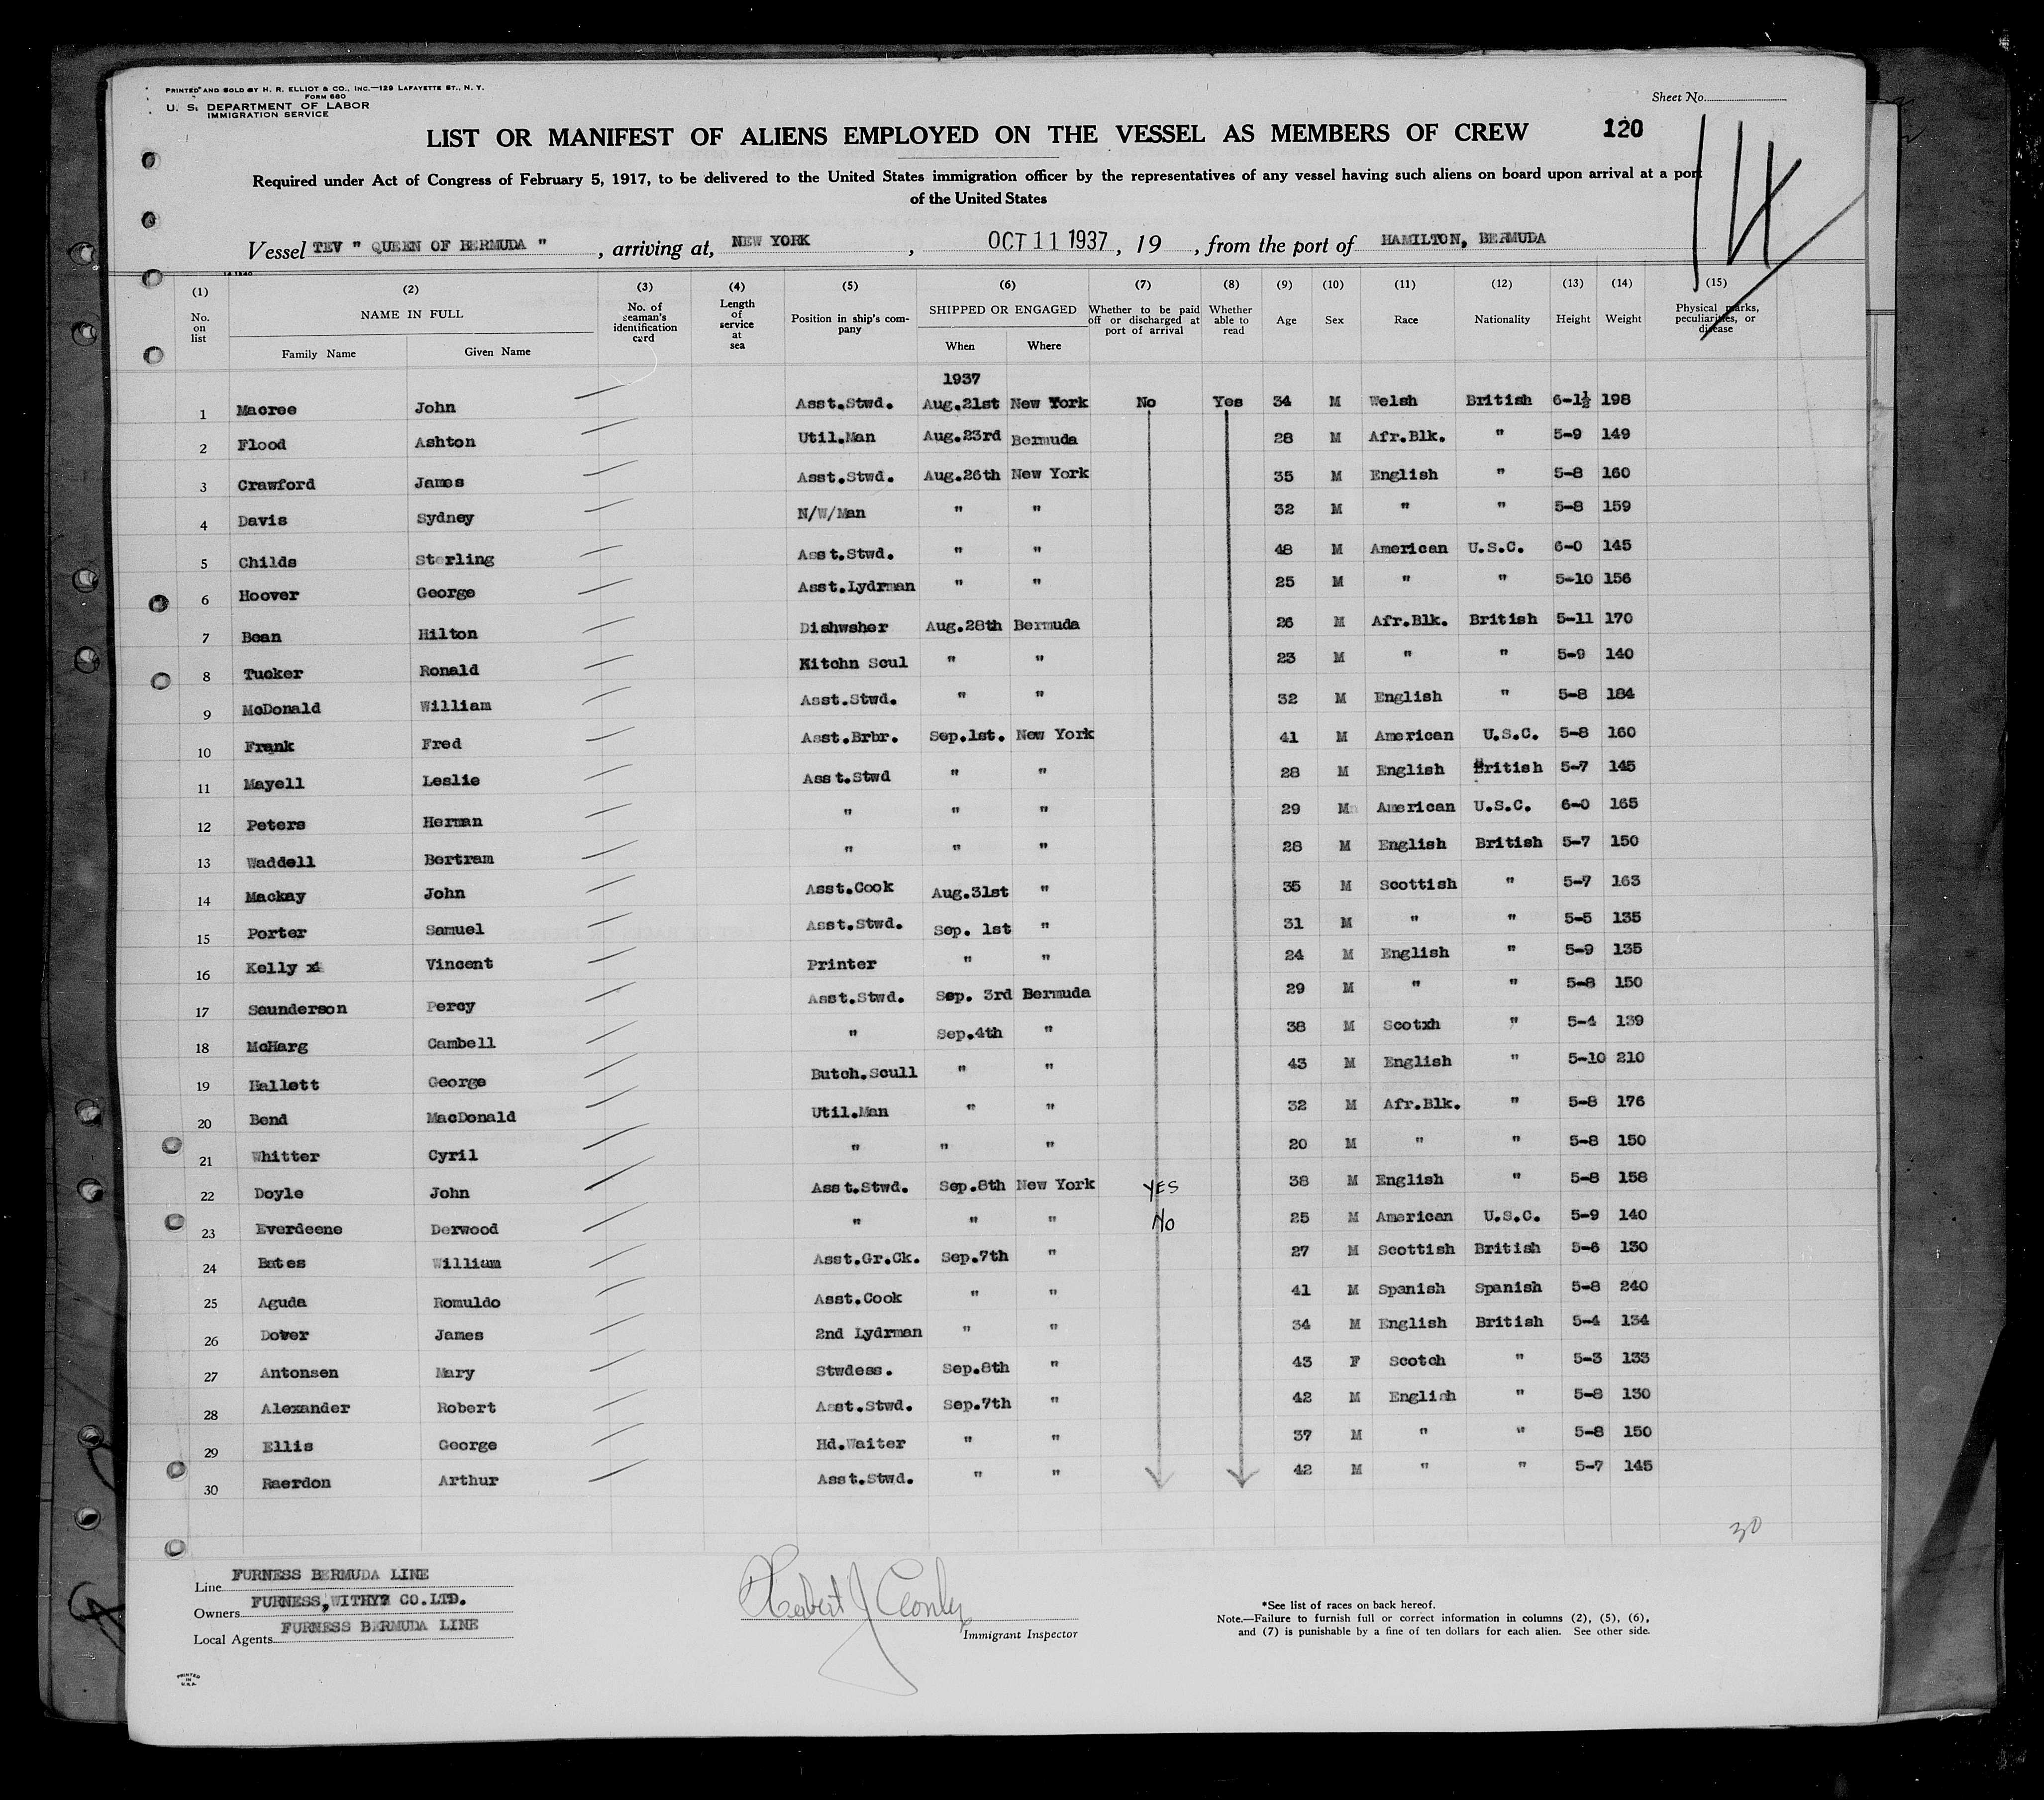 PRINTED AND SOLD BY H. R. ELLIOT & CO., INC.—129 LAFAYETTE ST., N. Y.
FORM 680
U. S. DEPARTMENT OF LABOR
IMMIGRATION SERVICE
Sheet No.
LIST OR MANIFEST OF ALIENS EMPLOYED ON THE VESSEL AS MEMBERS OF CREW 120
14
Required under Act of Congress of February 5, 1917, to be delivered to the United States immigration officer by the representatives of any vessel having such aliens on board upon arrival at a port
of the United States
Vessel TEV " QUEEN OF BERMUDA " , arriving at, NEW YORK , OCT 11 1937 , 19 , from the port of HAMILTON, BERMUDA
(1) (2) (3) (4) (5) (6) (7) (8) (9) (10) (11) (12) (13) (14) (15)
No. on list NAME IN FULL Family Name Given Name No. of seaman's identification card Length of service at sea Position in ship's company SHIPPED OR ENGAGED When Where Whether to be paid off or discharged at port of arrival Whether able to read Age Sex Race Nationality Height Weight Physical marks, peculiarities, or disease
1937
1 Macree John Asst.Stwd. Aug.21st New York No Yes 34 M Welsh British 6-1½ 198
2 Flood Ashton Util.Man Aug.23rd Bermuda 28 M Afr.Blk. " 5-9 149
3 Crawford James Asst.Stwd. Aug.26th New York 35 M English " 5-8 160
4 Davis Sydney N/W/Man " " 32 M " " 5-8 159
5 Childs Sterling Asst.Stwd. " " 48 M American U.S.C. 6-0 145
6 Hoover George Asst.Lydrman " " 25 M " " 5-10 156
7 Bean Hilton Dishwsher Aug.28th Bermuda 26 M Afr.Blk. British 5-11 170
8 Tucker Ronald Kitchn Scul " " 23 M " " 5-9 140
9 McDonald William Asst.Stwd. " " 32 M English " 5-8 184
10 Frank Fred Asst.Brbr. Sep.1st. New York 41 M American U.S.C. 5-8 160
11 Mayell Leslie Asst.Stwd " " 28 M English British 5-7 145
12 Peters Herman " " " 29 M American U.S.C. 6-0 165
13 Waddell Bertram " " " 28 M English British 5-7 150
14 Mackay John Asst.Cook Aug.31st " 35 M Scottish " 5-7 163
15 Porter Samuel Asst.Stwd. Sep. 1st " 31 M " " 5-5 135
16 Kelly Vincent Printer " " 24 M English " 5-9 135
17 Saunderson Percy Asst.Stwd. Sep. 3rd Bermuda 29 M " " 5-8 150
18 McHarg Cambell " Sep.4th " 38 M Scotxh " 5-4 139
19 Hallett George Butch.Scull " " 43 M English " 5-10 210
20 Bend MacDonald Util.Man " " 32 M Afr.Blk. " 5-8 176
21 Whitter Cyril " " " 20 M " " 5-8 150
22 Doyle John Asst.Stwd. Sep.8th New York YES 38 M English " 5-8 158
23 Everdeene Derwood " " " No 25 M American U.S.C. 5-9 140
24 Bates William Asst.Gr.Ck. Sep.7th " 27 M Scottish British 5-6 130
25 Aguda Romuldo Asst.Cook " " 41 M Spanish Spanish 5-8 240
26 Dover James 2nd Lydrman " " 34 M English British 5-4 134
27 Antonsen Mary Stwdess. Sep.8th " 43 F Scotch " 5-3 133
28 Alexander Robert Asst.Stwd. Sep.7th " 42 M English " 5-8 130
29 Ellis George Hd.Waiter " " 37 M " " 5-8 150
30 Raerdon Arthur Asst.Stwd. " " 42 M " " 5-7 145
30
Line FURNESS BERMUDA LINE
Owners FURNESS, WITHY CO.LTD.
Local Agents FURNESS BERMUDA LINE
Immigrant Inspector
*See list of races on back hereof.
Note.—Failure to furnish full or correct information in columns (2), (5), (6),
and (7) is punishable by a fine of ten dollars for each alien. See other side.
PRINTED
IN
U.S.A.